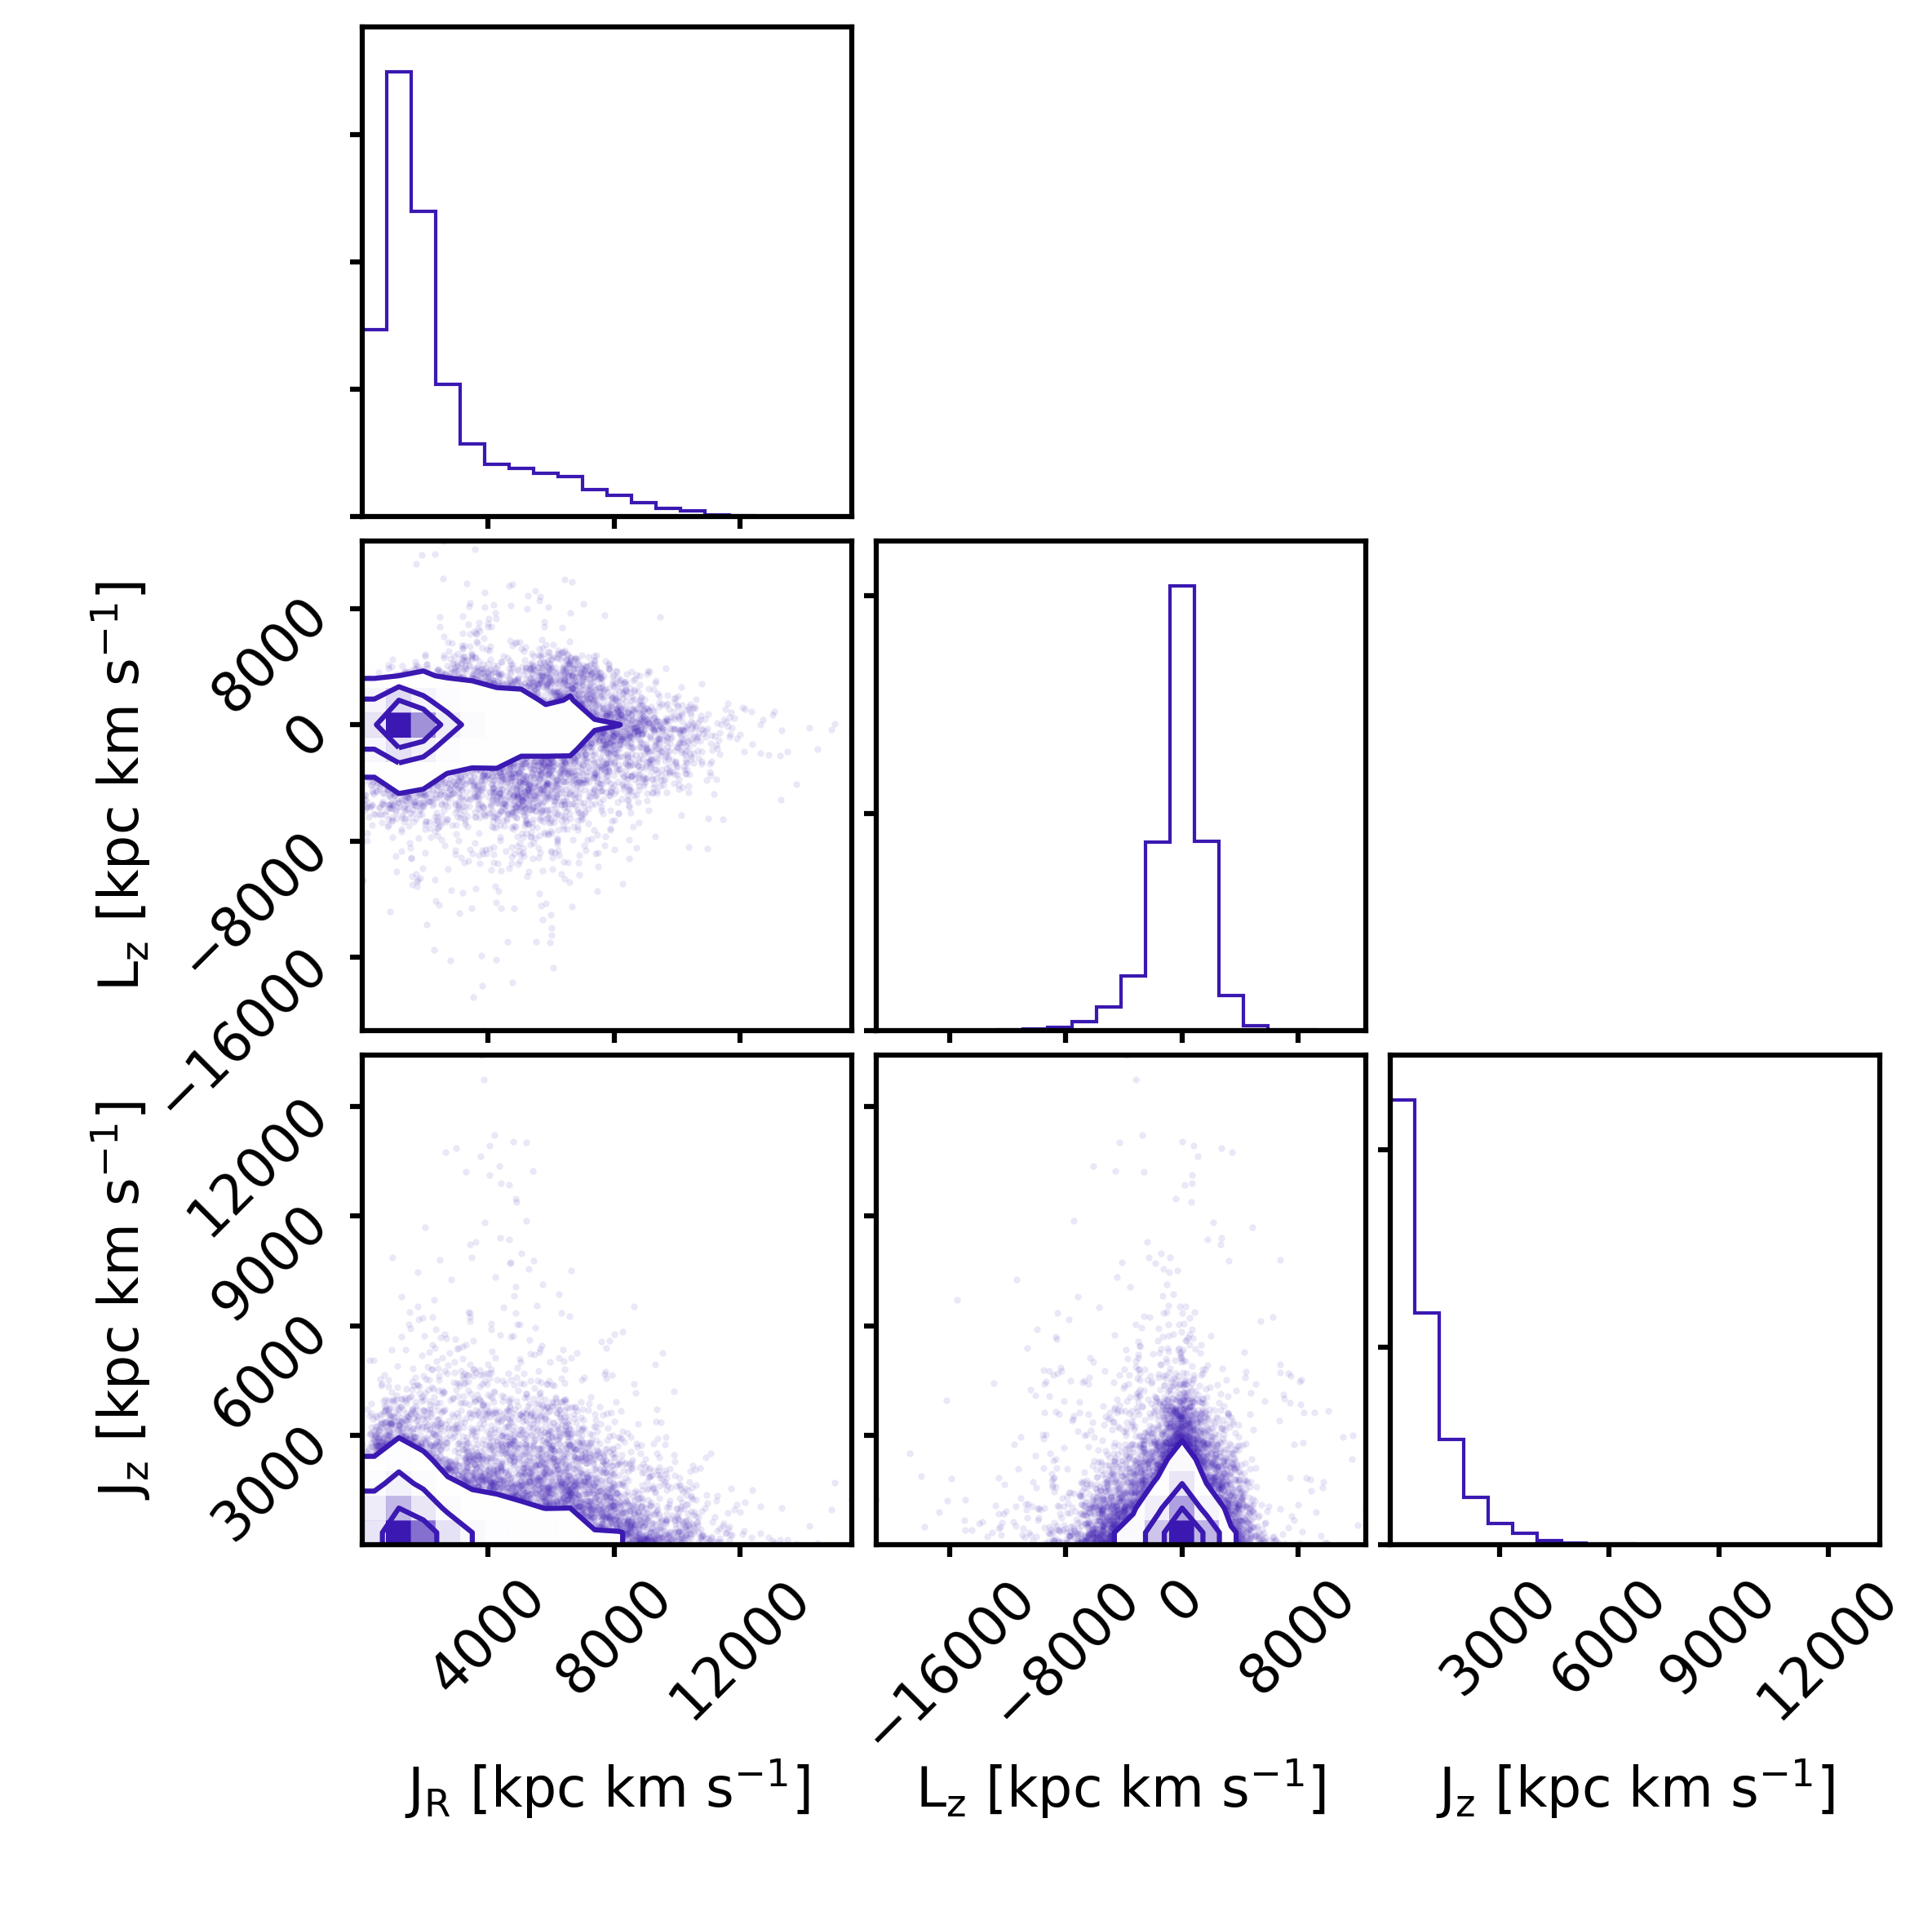 L_z [kpc km s⁻¹]
8000
0
−8000
−16000
J_z [kpc km s⁻¹]
12000
9000
6000
3000
4000 8000 12000
−16000 −8000 0 8000
3000 6000 9000 12000
J_R [kpc km s⁻¹]
L_z [kpc km s⁻¹]
J_z [kpc km s⁻¹]